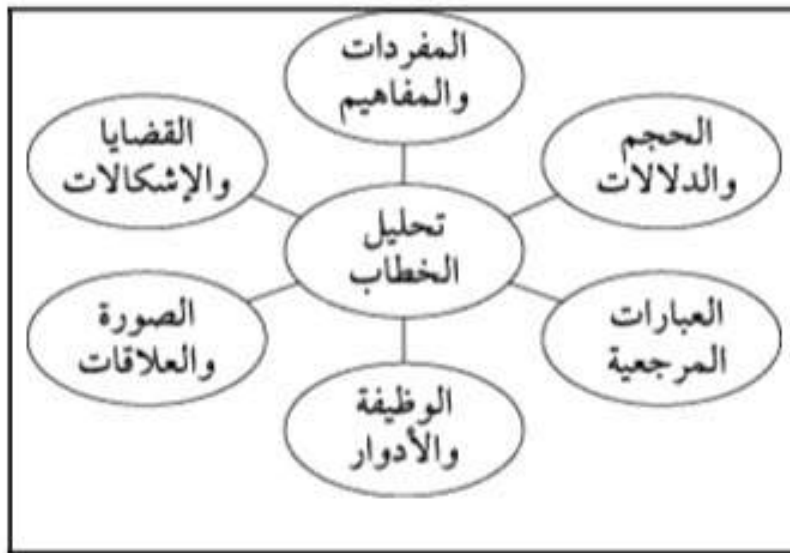 المفردات
والمفاهيم
الحجم
والدلالات
القضايا
والإشكالات
تحليل
الخطاب
العبارات
المرجعية
الصورة
والعلاقات
الوظيفة
والأدوار